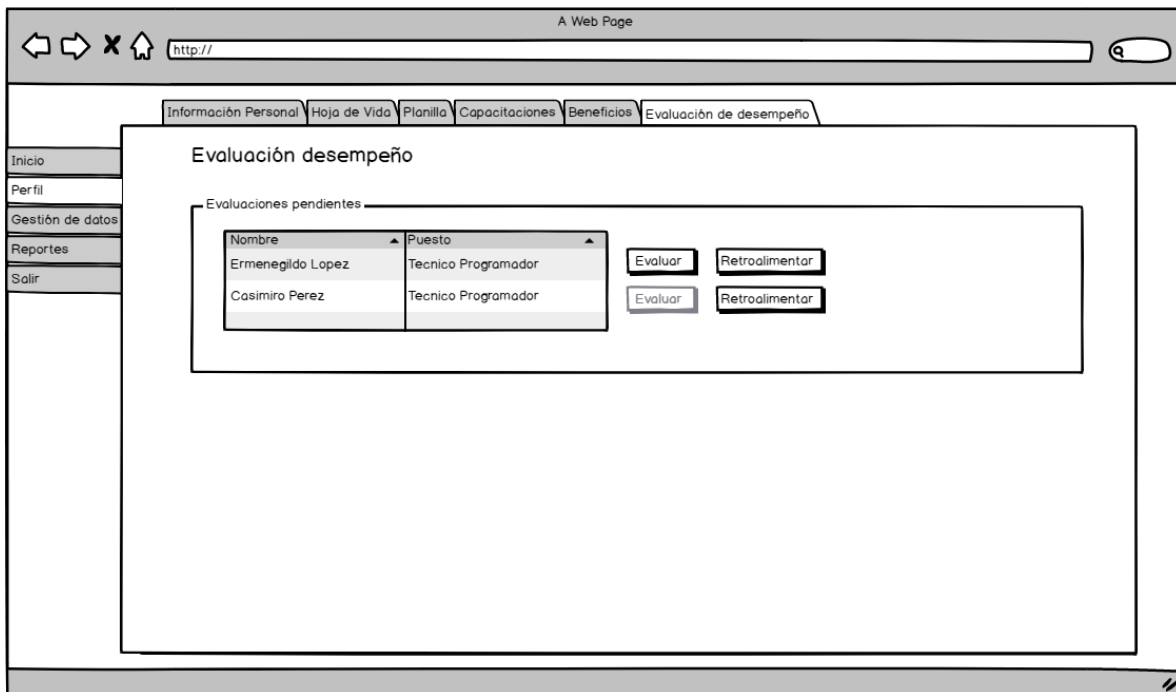 A Web Page
http://
Información Personal Hoja de Vida Planilla Capacitaciones Beneficios Evaluación de desempeño
Inicio
Perfil
Gestión de datos
Reportes
Salir
Evaluación desempeño
Evaluaciones pendientes
Nombre Puesto
Ermenegildo Lopez Tecnico Programador Evaluar Retroalimentar
Casimiro Perez Tecnico Programador Evaluar Retroalimentar